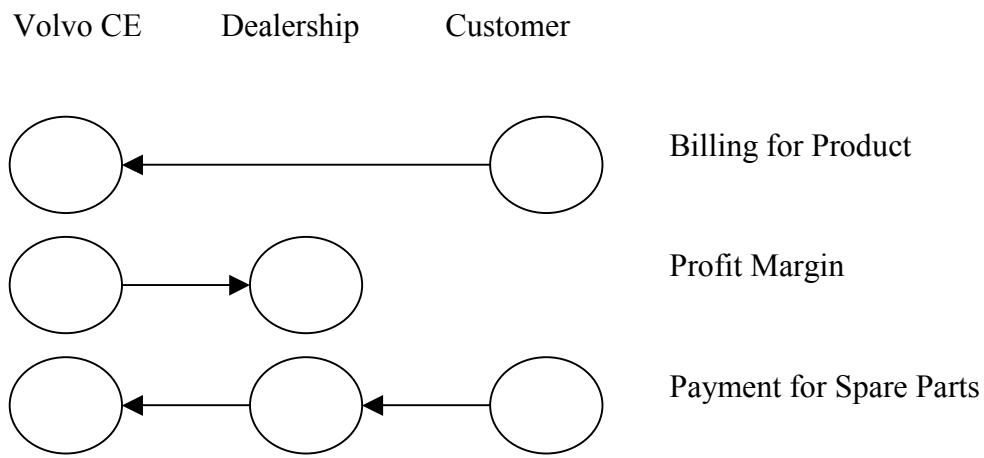 Volvo CE Dealership Customer
Billing for Product
Profit Margin
Payment for Spare Parts